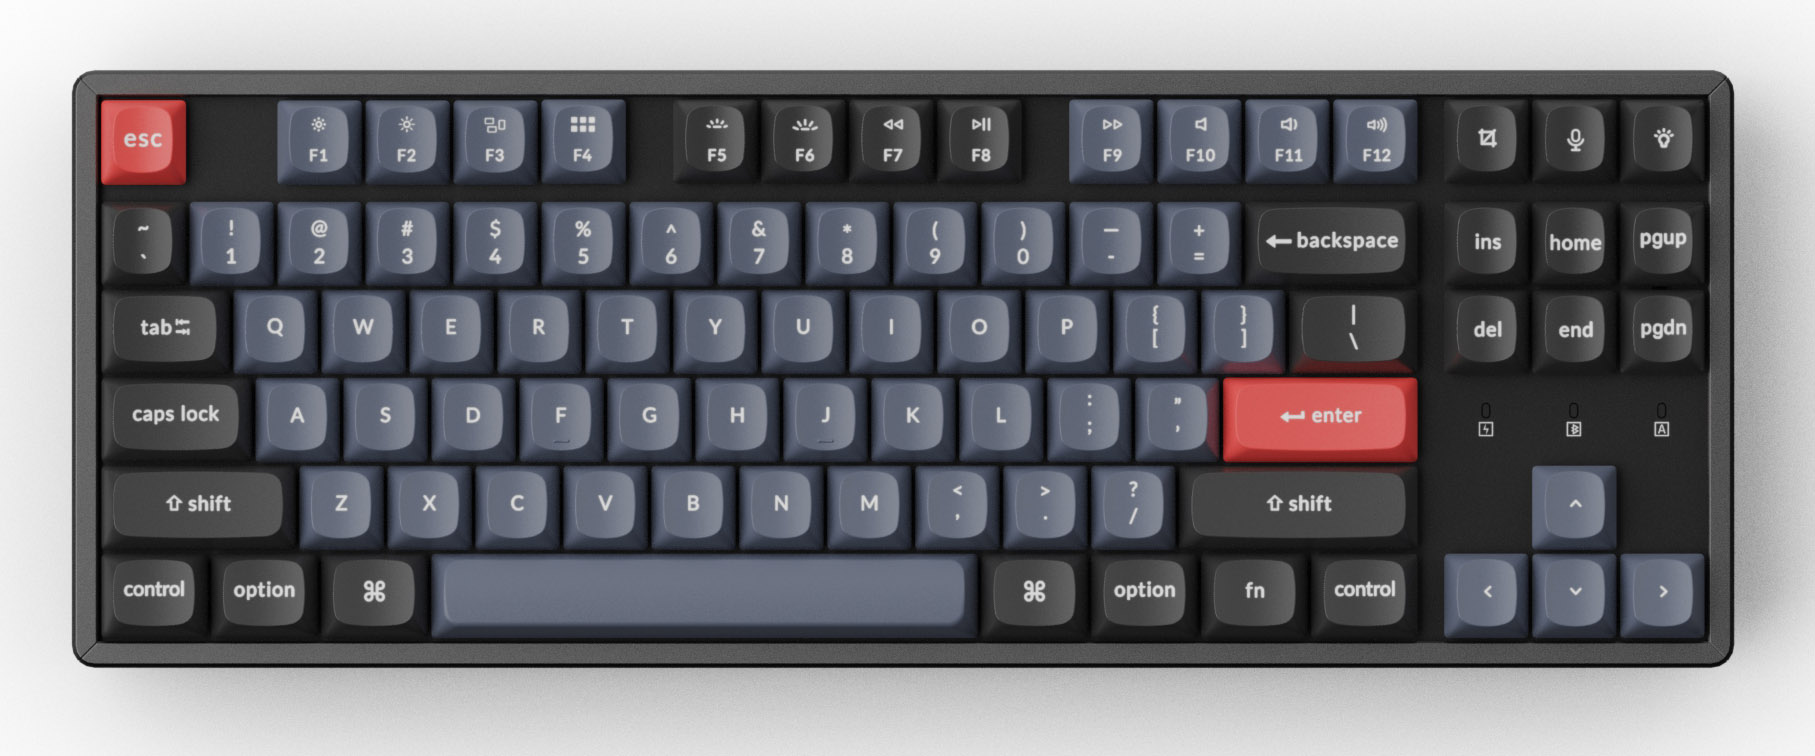 esc F1 F2 F3 F4 F5 F6 F7 F8 F9 F10 F11 F12
~ ! @ # $ % ^ & * ( ) — +
` 1 2 3 4 5 6 7 8 9 0 - = ← backspace ins home pgup
tab Q W E R T Y U I O P { } |
[ ] \ del end pgdn
caps lock A S D F G H J K L : "
; ' ↵ enter A
⇧ shift Z X C V B N M < > ? ⇧ shift ^
, . /
control option ⌘ ⌘ option fn control < ⌄ >